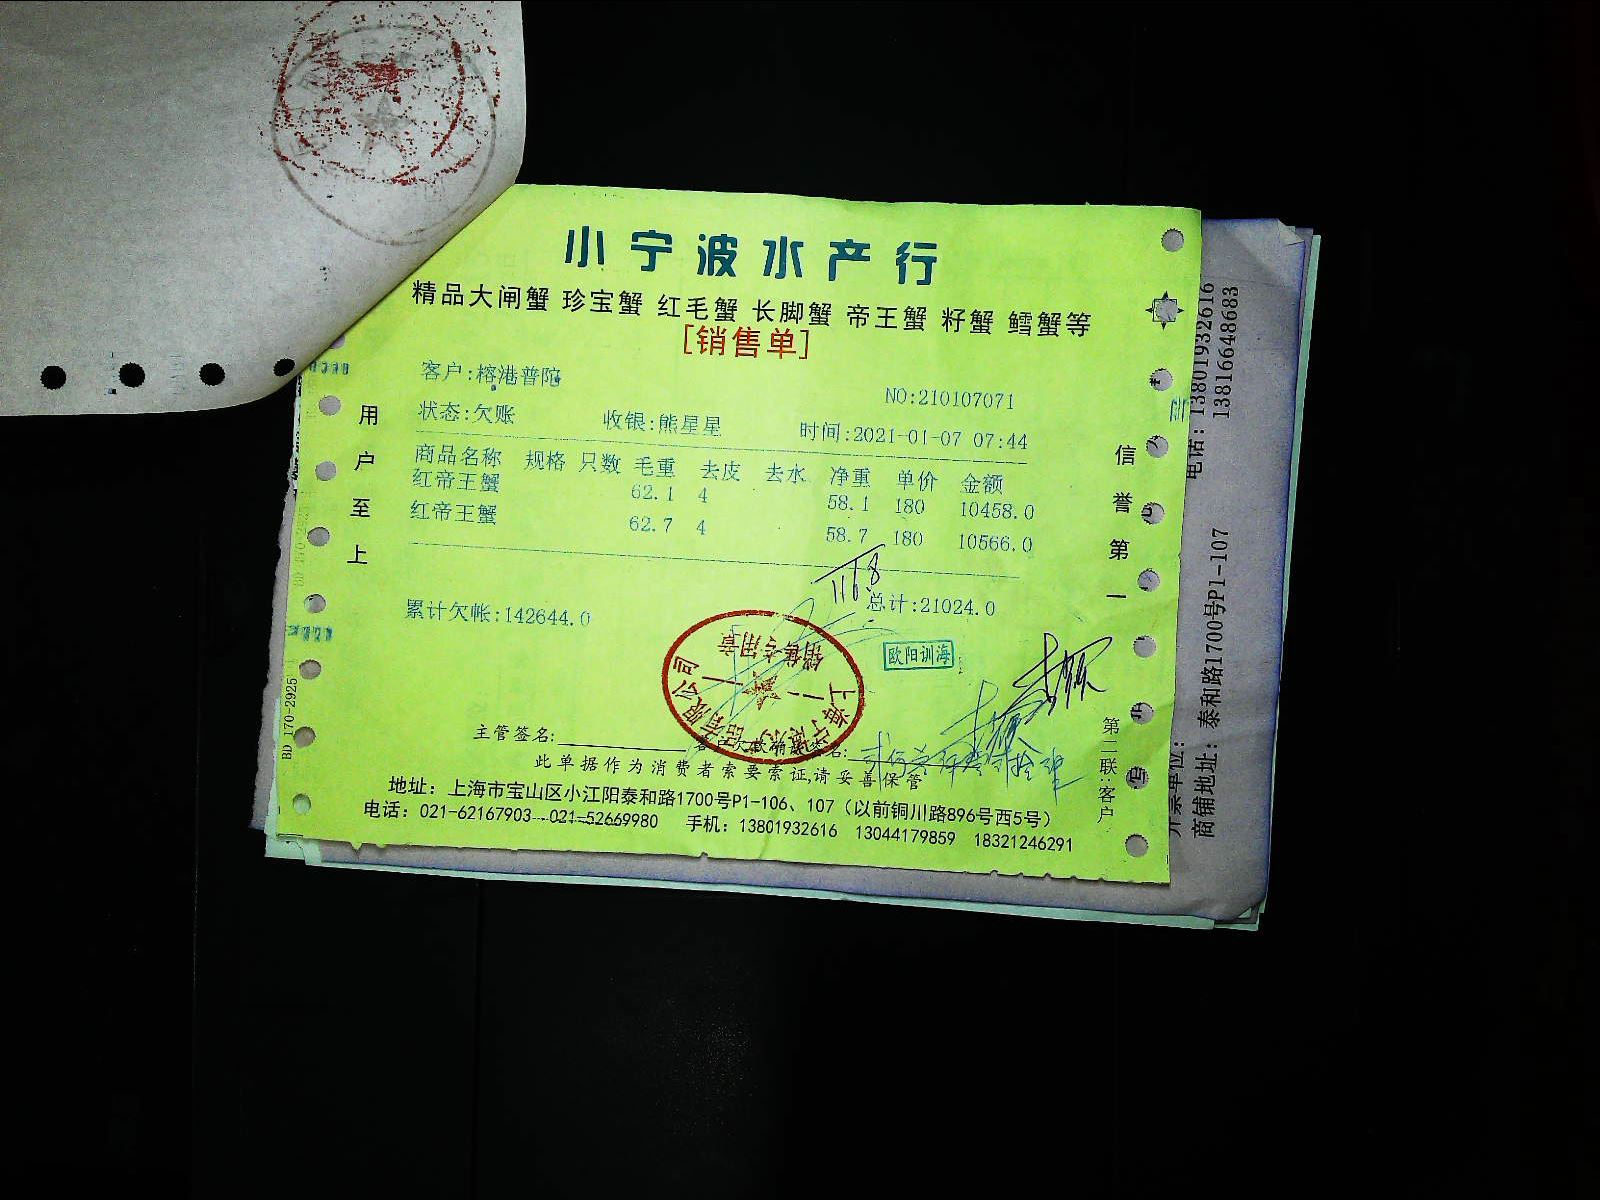 小宁波水产行
精品大闸蟹 珍宝蟹 红毛蟹 长脚蟹 帝王蟹 籽蟹 鳕蟹等
[销售单]
客户:榕港普陀
NO:210107071
状态:欠账 收银:熊星星 时间:2021-01-07 07:44
商品名称 规格 只数 毛重 去皮 去水 净重 单价 金额
红帝王蟹 62.1 4 58.1 180 10458.0
红帝王蟹 62.7 4 58.7 180 10566.0
116.8
累计欠帐:142644.0 总计:21024.0
欧阳训海
销售专用章
主管签名:
此单据作为消费者索要索证,请妥善保管
地址：上海市宝山区小江阳泰和路1700号P1-106、107（以前铜川路896号西5号）
电话：021-62167903 021-52669980 手机：13801932616 13044179859 18321246291
用户至上
信誉第一
第二联:客户
BD 170-2925
电话：13801932616
13816648683
商铺地址：泰和路1700号P1-107